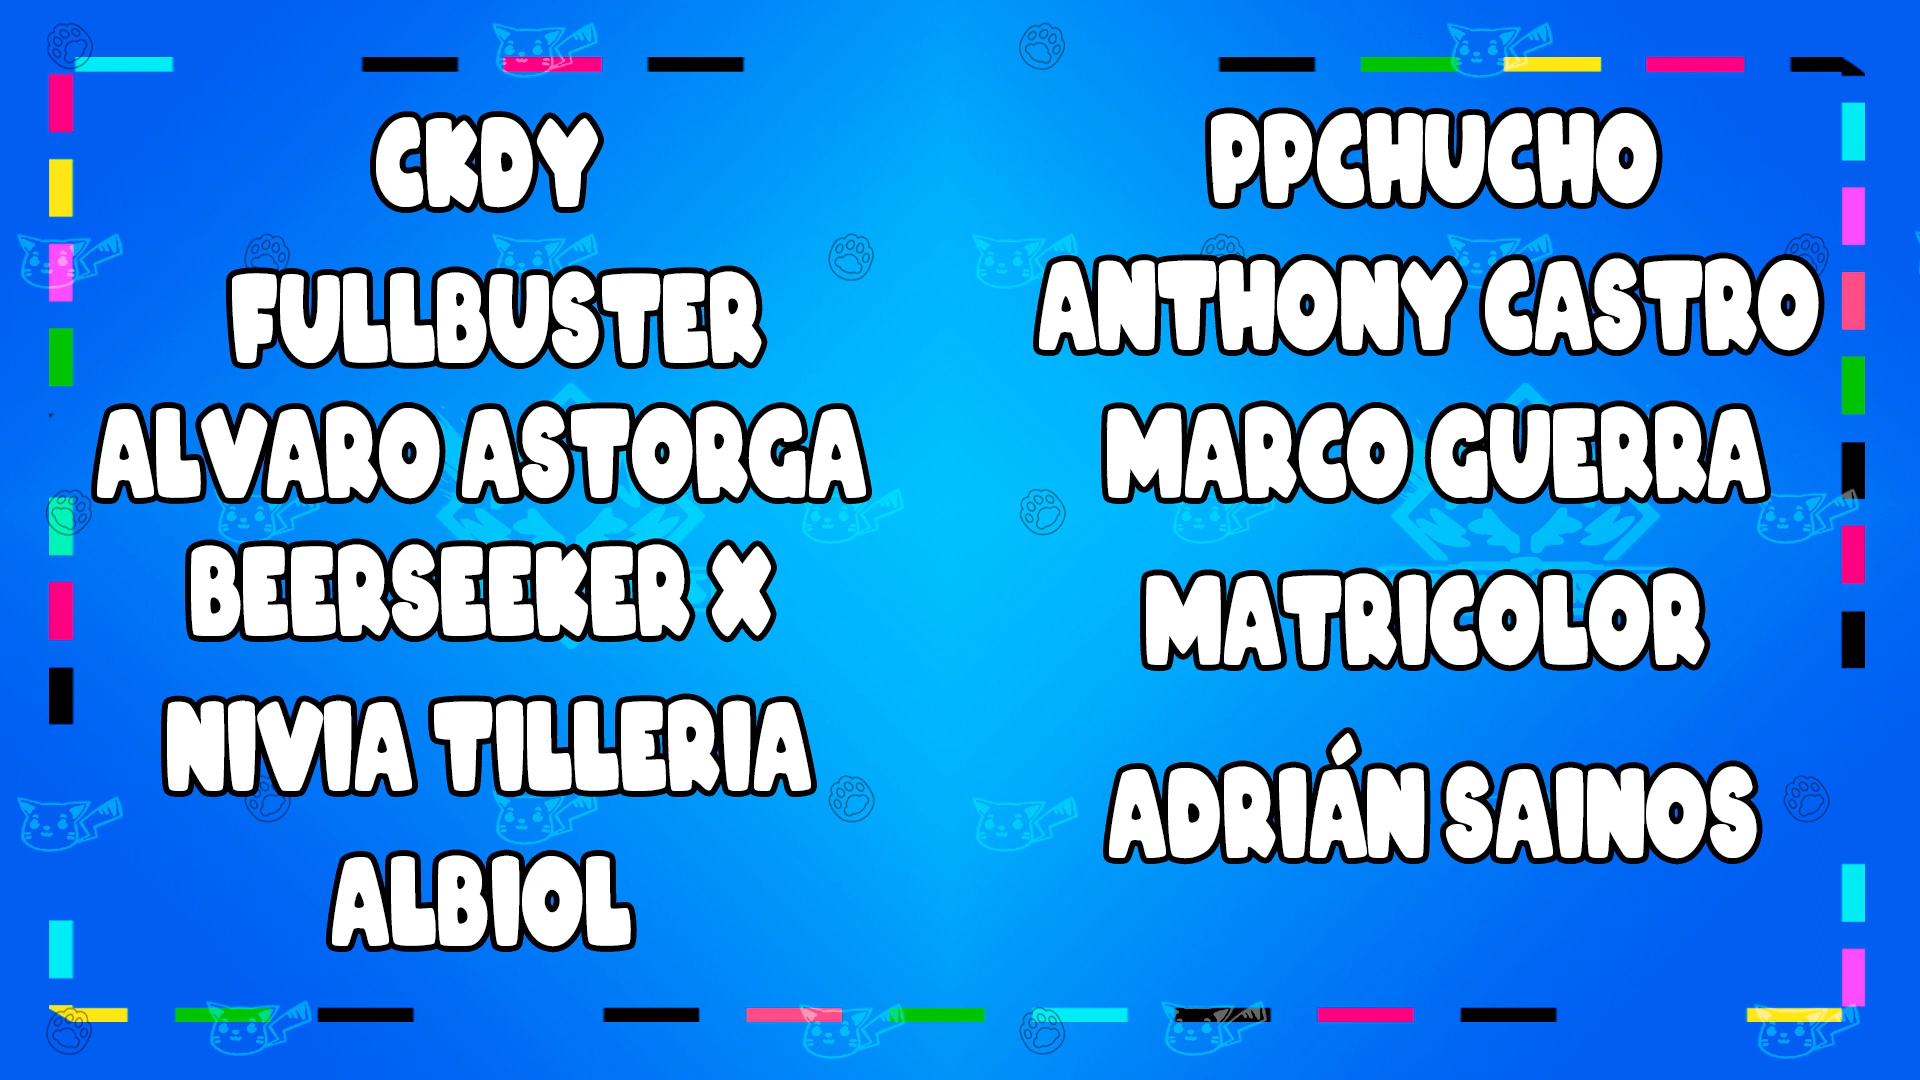 CKDY
FULLBUSTER
ALVARO ASTORGA
BEERSEEKER X
NIVIA TILLERIA
ALBIOL
PPCHUCHO
ANTHONY CASTRO
MARCO GUERRA
MATRICOLOR
ADRIÁN SAINOS